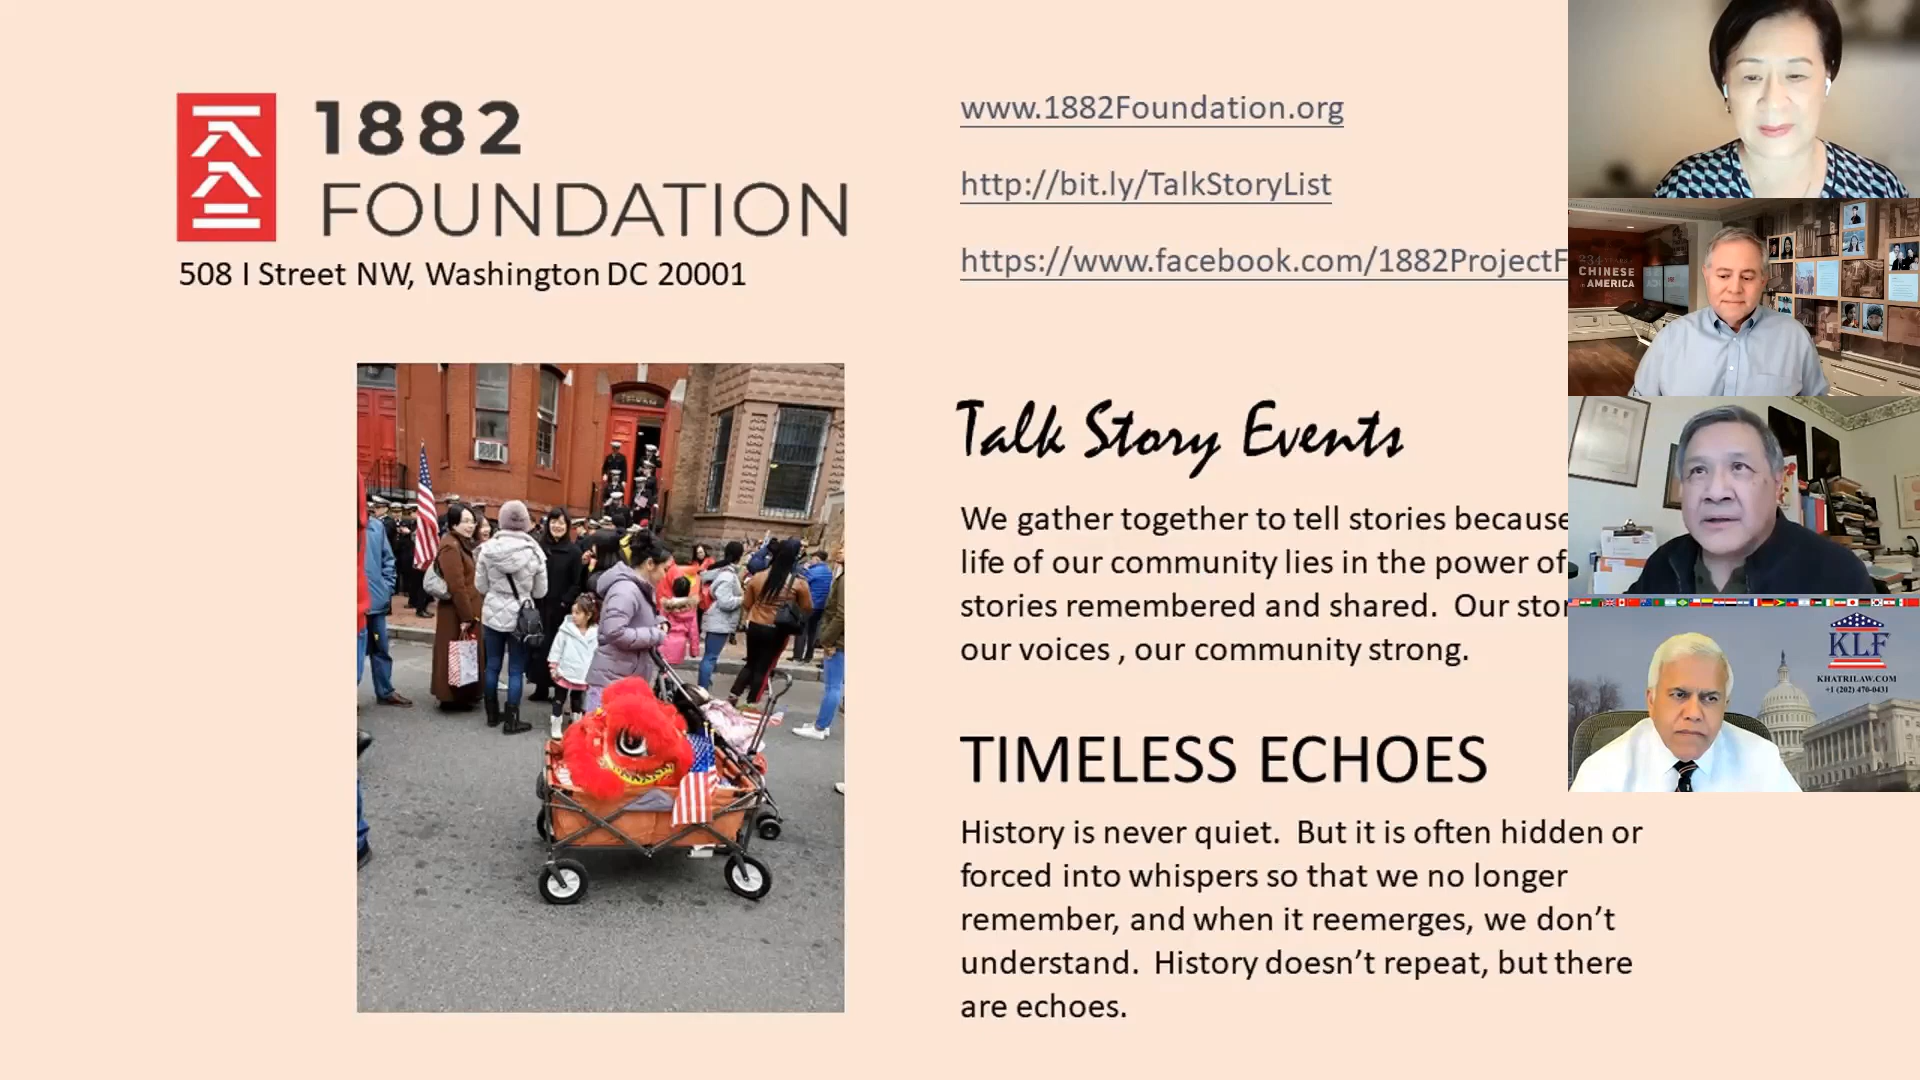 1882
FOUNDATION
508 I Street NW, Washington DC 20001
www.1882Foundation.org
http://bit.ly/TalkStoryList
https://www.facebook.com/1882ProjectF
Talk Story Events
We gather together to tell stories because
life of our community lies in the power of
stories remembered and shared.  Our stor
our voices , our community strong.
TIMELESS ECHOES
History is never quiet.  But it is often hidden or
forced into whispers so that we no longer
remember, and when it reemerges, we don’t
understand.  History doesn’t repeat, but there
are echoes.
CHINESE
AMERICA
KLF
KHATRILAW.COM
+1 (202) 470-0431